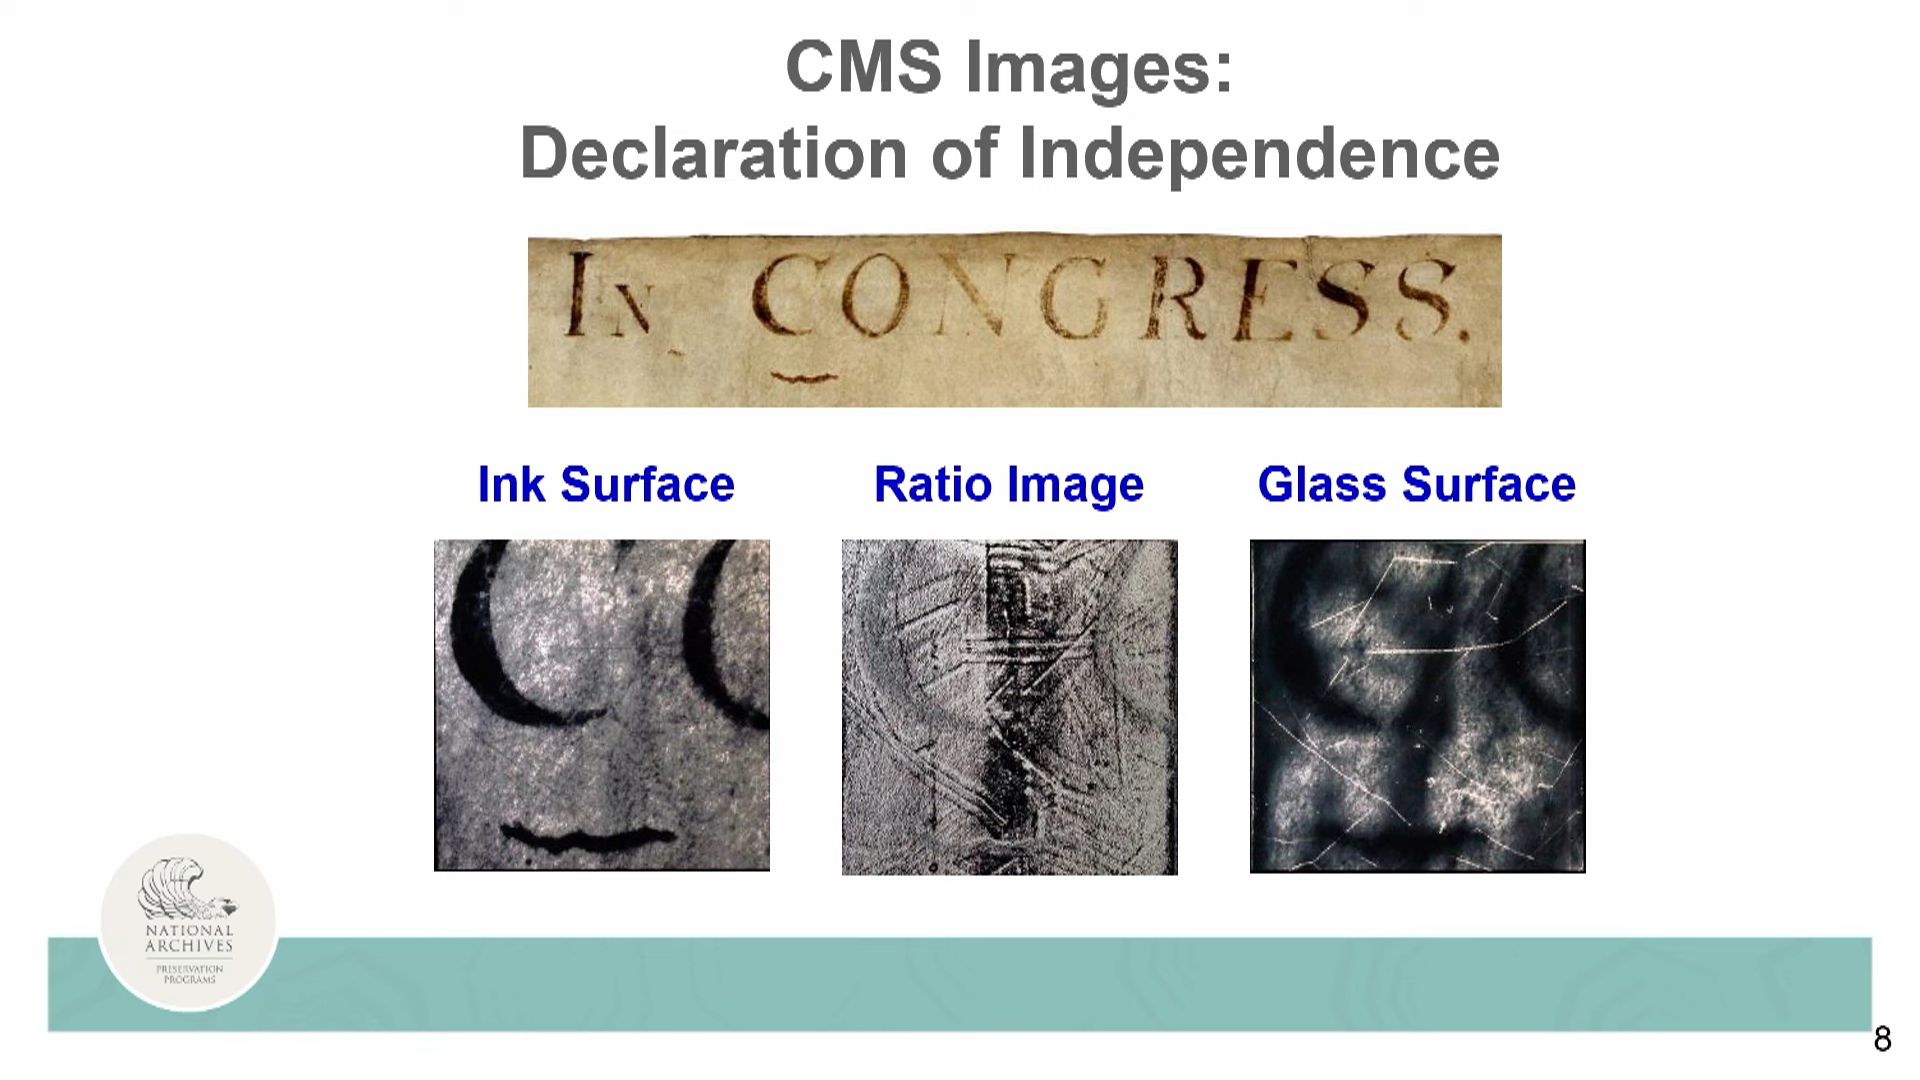 CMS Images:
Declaration of Independence
IN CONGRESS.
Ink Surface
Ratio Image
Glass Surface
NATIONAL
ARCHIVES
PRESERVATION
PROGRAMS
8